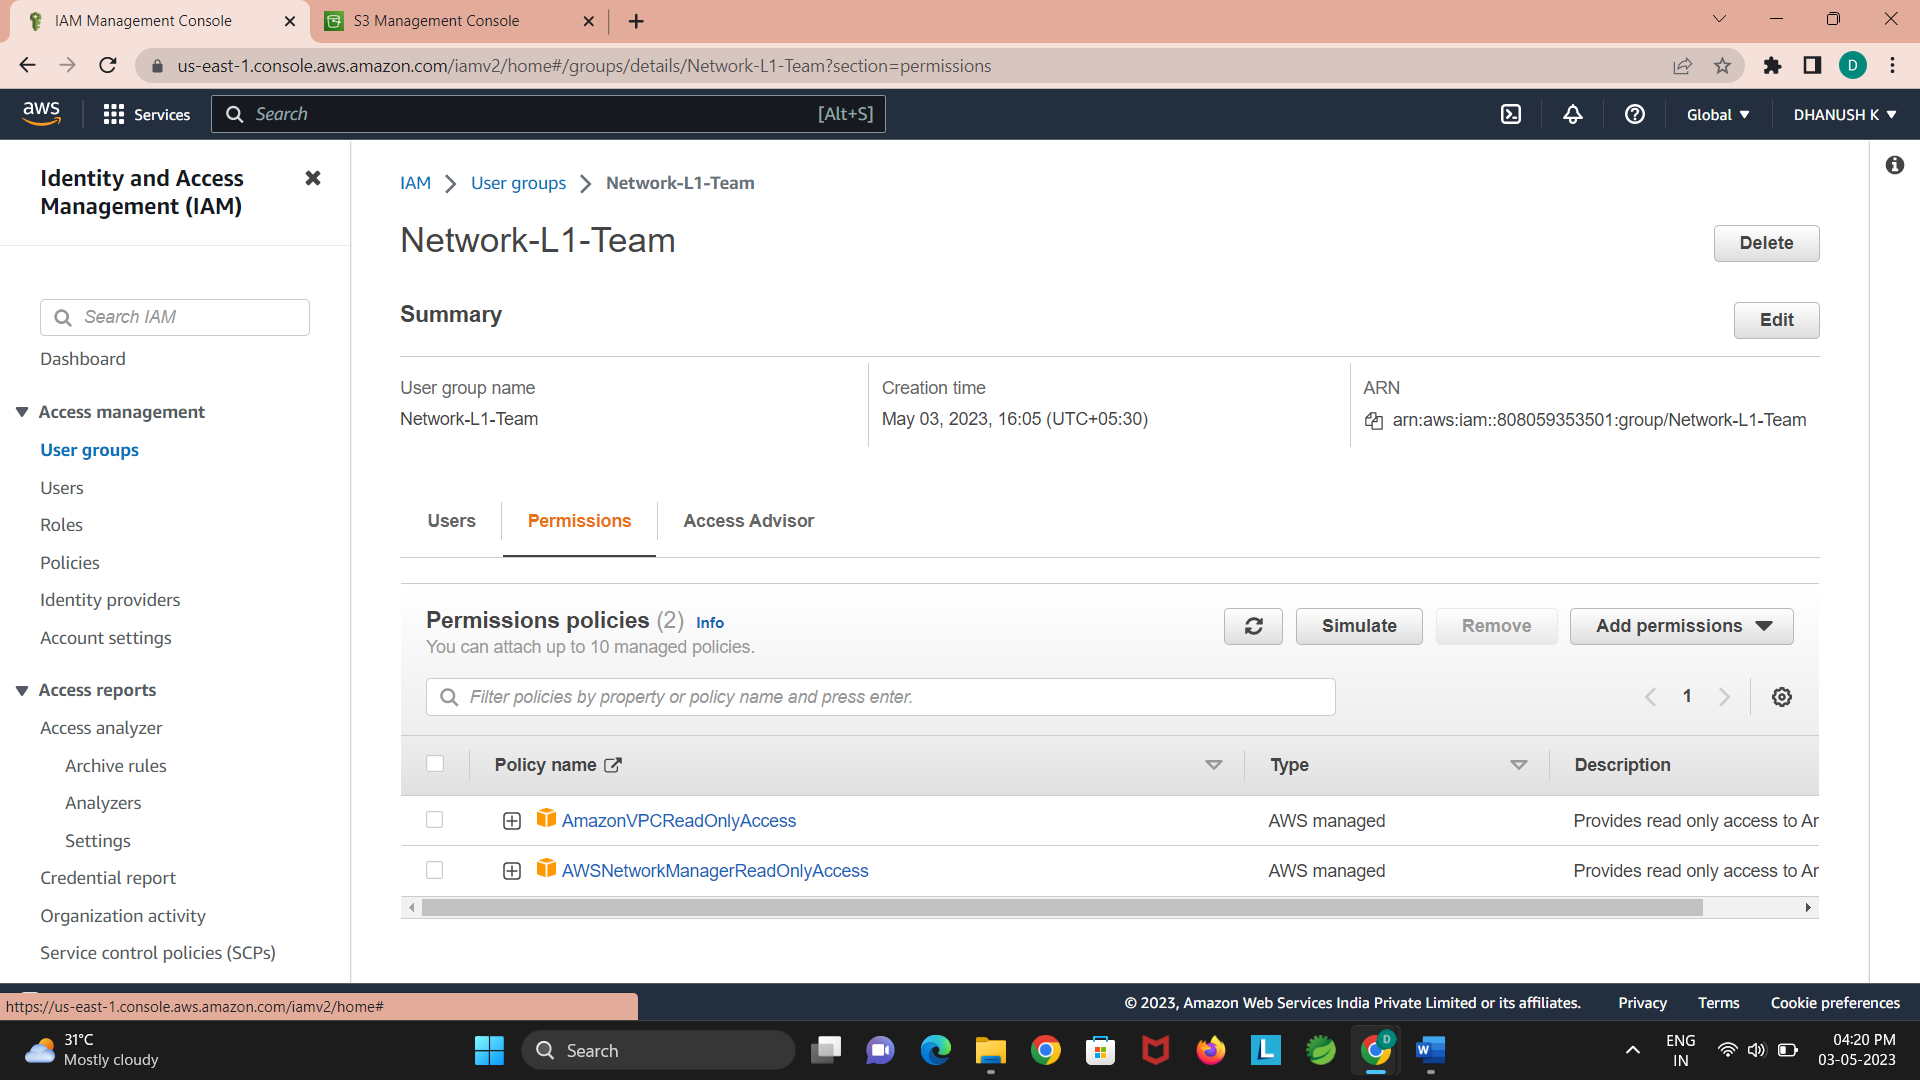 IAM Management Console
S3 Management Console
us-east-1.console.aws.amazon.com/iamv2/home#/groups/details/Network-L1-Team?section=permissions
D
aws
Services
Search
[Alt+S]
Global
DHANUSH K
Identity and Access
Management (IAM)
Search IAM
Dashboard
Access management
User groups
Users
Roles
Policies
Identity providers
Account settings
Access reports
Access analyzer
Archive rules
Analyzers
Settings
Credential report
Organization activity
Service control policies (SCPs)
IAM > User groups > Network-L1-Team
Network-L1-Team
Delete
Summary
Edit
User group name
Network-L1-Team
Creation time
May 03, 2023, 16:05 (UTC+05:30)
ARN
arn:aws:iam::808059353501:group/Network-L1-Team
Users
Permissions
Access Advisor
Permissions policies (2) Info
You can attach up to 10 managed policies.
Simulate
Remove
Add permissions
Filter policies by property or policy name and press enter.
1
Policy name
Type
Description
AmazonVPCReadOnlyAccess
AWS managed
Provides read only access to Ar
AWSNetworkManagerReadOnlyAccess
AWS managed
Provides read only access to Ar
https://us-east-1.console.aws.amazon.com/iamv2/home#
© 2023, Amazon Web Services India Private Limited or its affiliates.
Privacy
Terms
Cookie preferences
31°C
Mostly cloudy
Search
L
D
W
ENG
IN
04:20 PM
03-05-2023